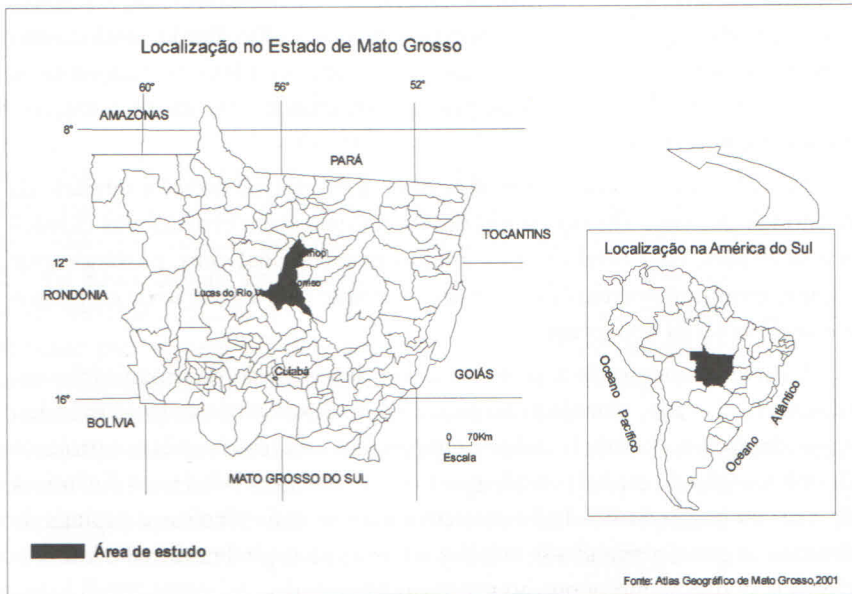 Localização no Estado de Mato Grosso
60°
56°
52°
AMAZONAS
8°
PARÁ
TOCANTINS
12°
RONDÔNIA
Lucas do Rio
Cuiabá
GOIÁS
16°
BOLÍVIA
0 70Km
Escala
MATO GROSSO DO SUL
Área de estudo
Localização na América do Sul
Oceano Pacífico
Oceano Atlântico
Fonte: Atlas Geográfico de Mato Grosso,2001